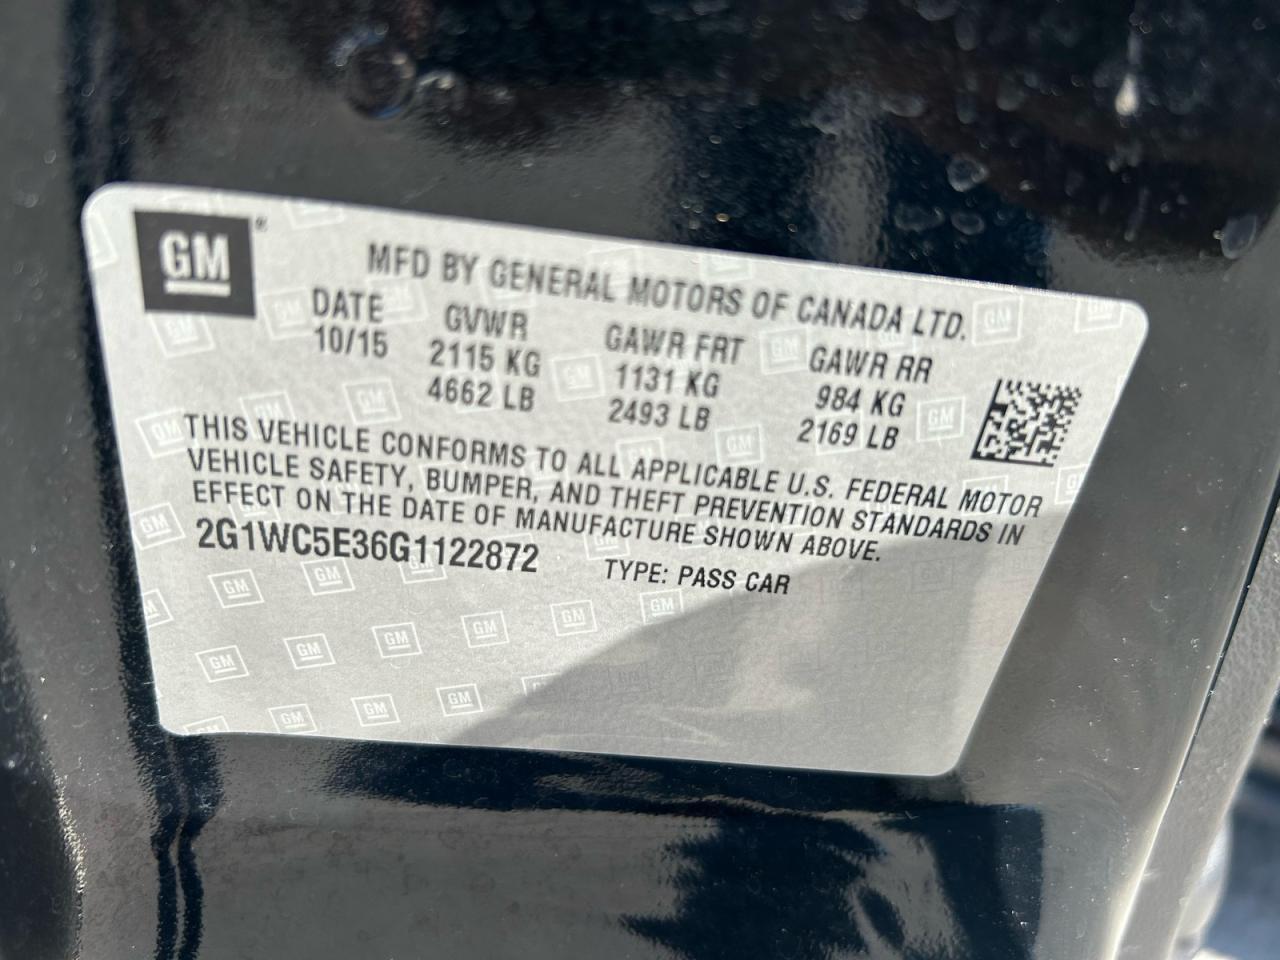 GM®
MFD BY GENERAL MOTORS OF CANADA LTD.
DATE GVWR GAWR FRT GAWR RR
10/15 2115 KG 1131 KG 984 KG
4662 LB 2493 LB 2169 LB
THIS VEHICLE CONFORMS TO ALL APPLICABLE U.S. FEDERAL MOTOR
VEHICLE SAFETY, BUMPER, AND THEFT PREVENTION STANDARDS IN
EFFECT ON THE DATE OF MANUFACTURE SHOWN ABOVE.
2G1WC5E36G1122872 TYPE: PASS CAR